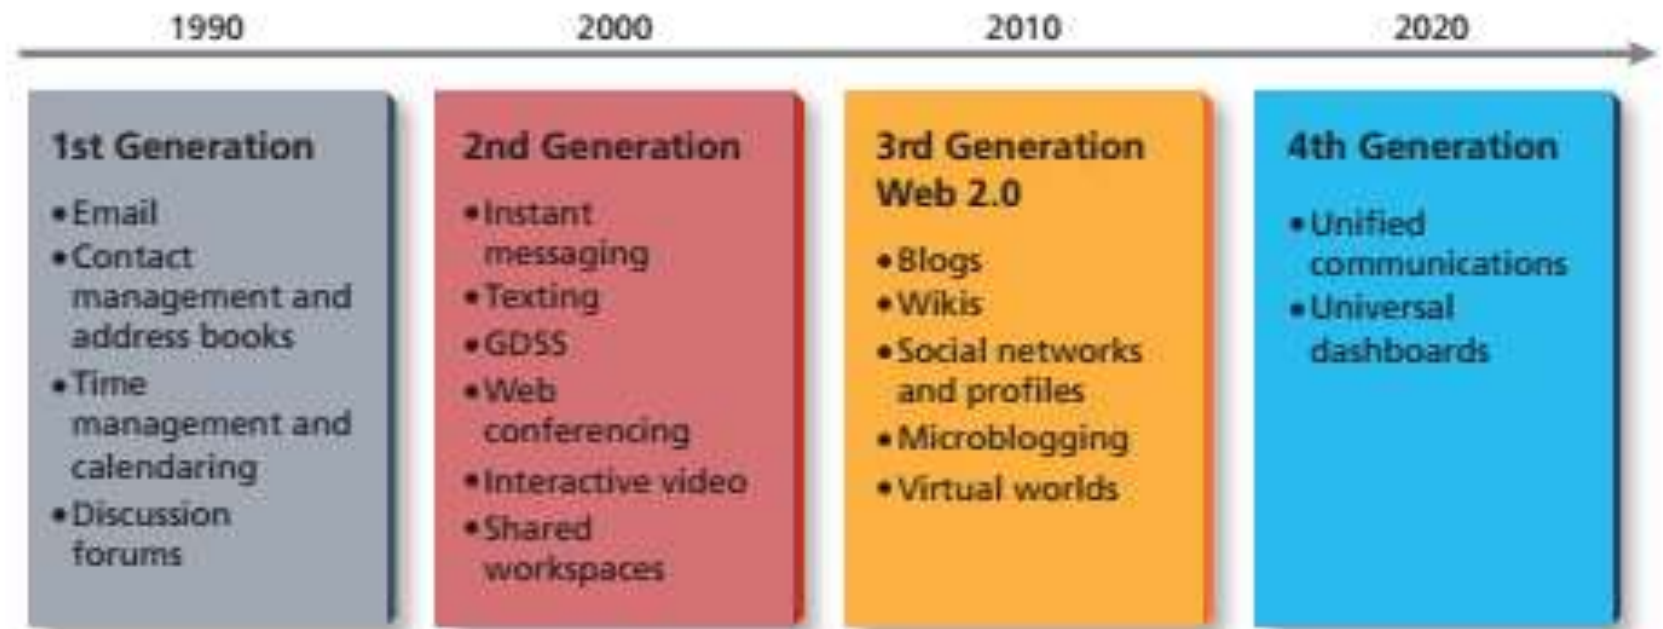 1990 2000 2010 2020
1st Generation
• Email
• Contact
management and
address books
• Time
management and
calendaring
• Discussion
forums
2nd Generation
• Instant
messaging
• Texting
• GDSS
• Web
conferencing
• Interactive video
• Shared
workspaces
3rd Generation
Web 2.0
• Blogs
• Wikis
• Social networks
and profiles
• Microblogging
• Virtual worlds
4th Generation
• Unified
communications
• Universal
dashboards